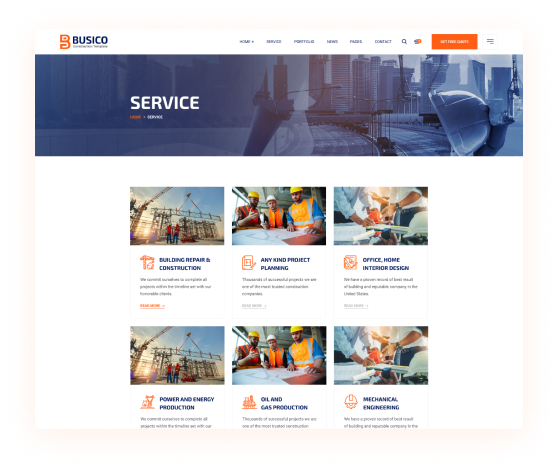 BUSICO
Construction Template
HOME +
SERVICE
PORTFOLIO
NEWS
PAGES
CONTACT
GET FREE QUOTE
SERVICE
HOME > SERVICE
BUILDING REPAIR &
CONSTRUCTION
We commit ourselves to complete all
projects within the timeline set with our
honorable clients.
READ MORE →
ANY KIND PROJECT
PLANNING
Thousands of successful projects we are
one of the most trusted construction
companies.
READ MORE →
OFFICE, HOME
INTERIOR DESIGN
We have a proven record of best result
of building and reputable company to the
United States.
READ MORE →
POWER AND ENERGY
PRODUCTION
We commit ourselves to complete all
projects within the timeline set with our
OIL AND
GAS PRODUCTION
Thousands of successful projects we are
one of the most trusted construction
MECHANICAL
ENGINEERING
We have a proven record of best result
of building and reputable company to the